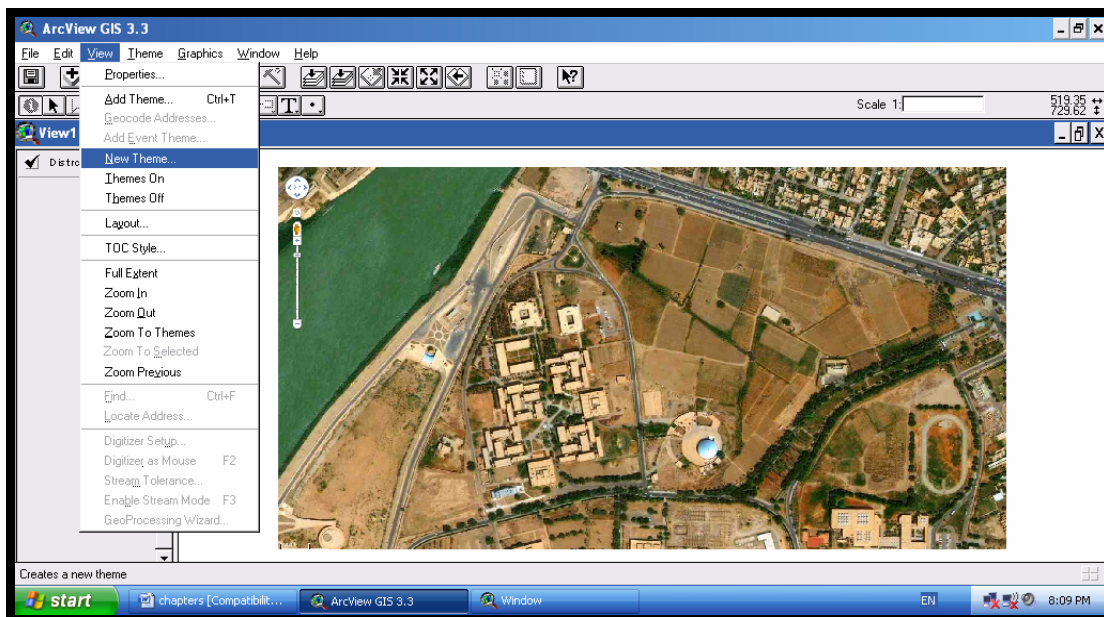 ArcView GIS 3.3
File Edit View Theme Graphics Window Help
Properties...
Add Theme... Ctrl+T
Geocode Addresses...
Add Event Theme...
New Theme...
Themes On
Themes Off
Layout...
TOC Style...
Full Extent
Zoom In
Zoom Out
Zoom To Themes
Zoom To Selected
Zoom Previous
Find... Ctrl+F
Locate Address...
Digitizer Setup...
Digitizer as Mouse F2
Stream Tolerance...
Enable Stream Mode F3
GeoProcessing Wizard...
T
Scale 1:
519.35
729.62
View1
Creates a new theme
start
chapters [Compatibilit...
ArcView GIS 3.3
Window
EN
8:09 PM